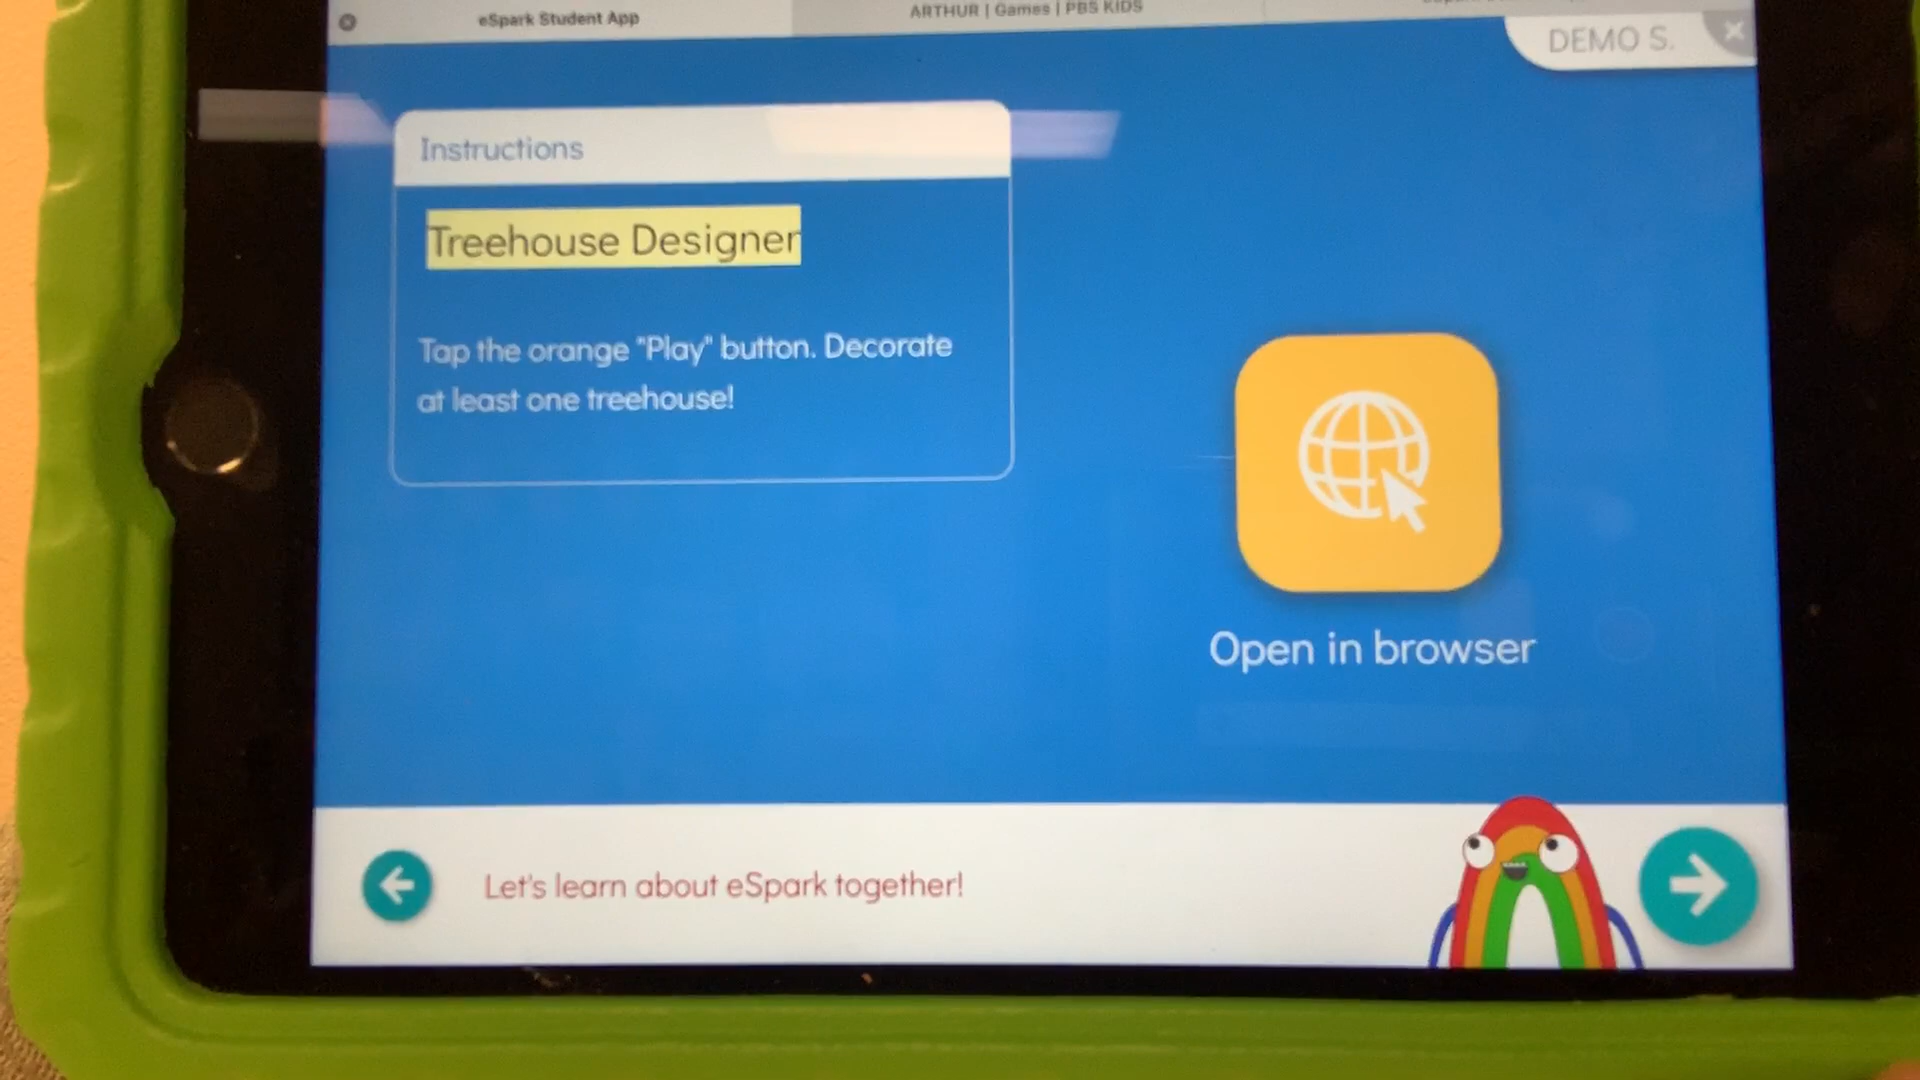 eSpark Student App
ARTHUR | Games | PBS KIDS
DEMO S.
Instructions
Treehouse Designer
Tap the orange "Play" button. Decorate
at least one treehouse!
Open in browser
Let's learn about eSpark together!